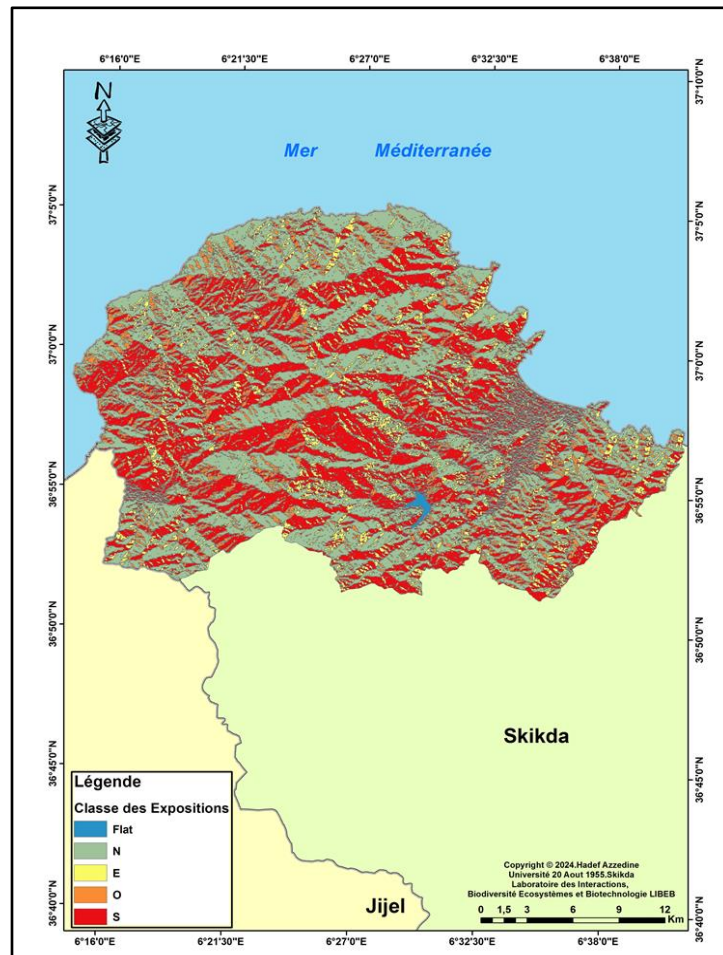 6°16'0"E 6°21'30"E 6°27'0"E 6°32'30"E 6°38'0"E
N
37°10'0"N
Mer Méditerranée
37°5'0"N 37°5'0"N
37°0'0"N 37°0'0"N
36°55'0"N 36°55'0"N
36°50'0"N 36°50'0"N
Skikda
36°45'0"N 36°45'0"N
Légende
Classe des Expositions
Flat
N
E
O
S
Jijel
Copyright © 2024.Hadef Azzedine
Université 20 Aout 1955.Skikda
Laboratoire des Interactions,
Biodiversité Ecosystèmes et Biotechnologie LIBEB
0 1,5 3 6 9 12
Km
36°40'0"N 36°40'0"N
6°16'0"E 6°21'30"E 6°27'0"E 6°32'30"E 6°38'0"E